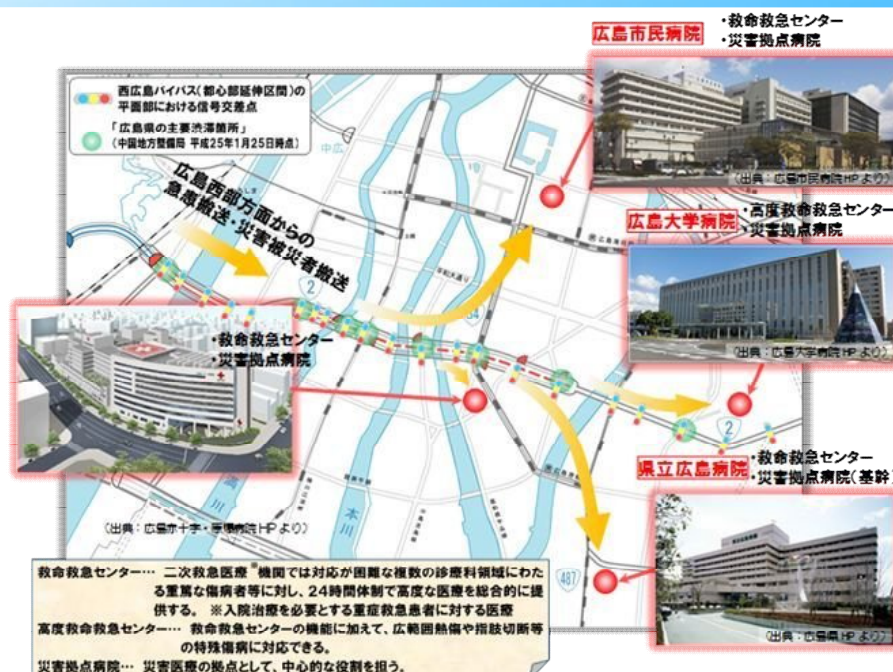 広島市民病院
・救命救急センター
・災害拠点病院
(出典:広島市民病院HPより)
西広島バイパス(都心部延伸区間)の
平面部における信号交差点
「広島県の主要渋滞箇所」
(中国地方整備局 平成25年1月25日時点)
中広
広島西部方面からの
急患搬送・災害被災者搬送
広島大学病院
・高度救命救急センター
・災害拠点病院
(出典:広島大学病院HPより)
平和大通り
2
54
・救命救急センター
・災害拠点病院
(出典:広島赤十字・原爆病院HPより)
本川
2
県立広島病院
・救命救急センター
・災害拠点病院(基幹)
(出典:広島県HPより)
487
救命救急センター… 二次救急医療※機関では対応が困難な複数の診療科領域にわた
る重篤な傷病者等に対し、24時間体制で高度な医療を総合的に提
供する。 ※入院治療を必要とする重症救急患者に対する医療
高度救命救急センター… 救命救急センターの機能に加えて、広範囲熱傷や指肢切断等
の特殊傷病に対応できる。
災害拠点病院… 災害医療の拠点として、中心的な役割を担う。